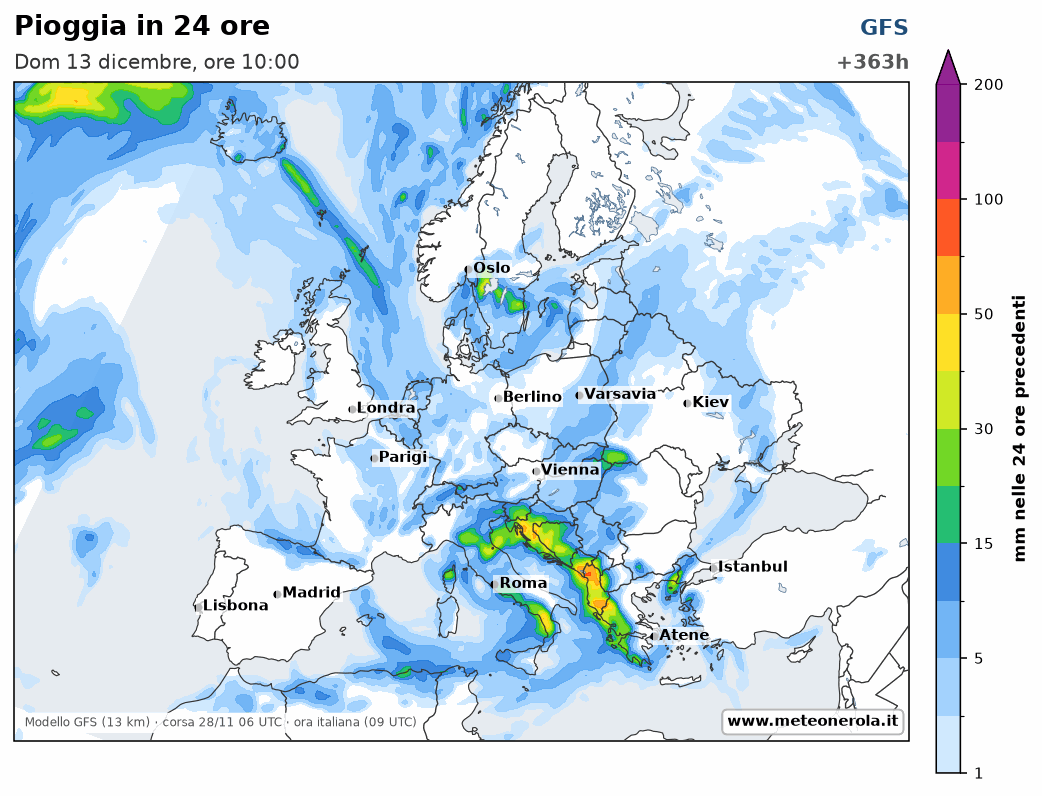 Pioggia in 24 ore
GFS
Dom 13 dicembre, ore 10:00
+363h
Oslo
Londra
Berlino
Varsavia
Kiev
Parigi
Vienna
Istanbul
Roma
Madrid
Lisbona
Atene
Modello GFS (13 km) · corsa 28/11 06 UTC · ora italiana (09 UTC)
www.meteonerola.it
200
100
50
30
15
5
1
mm nelle 24 ore precedenti